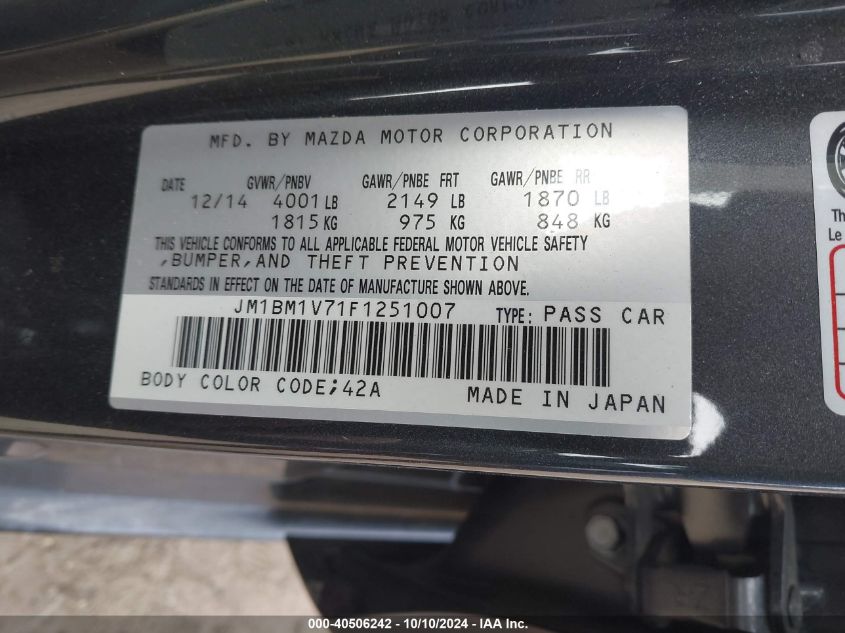 MFD. BY MAZDA MOTOR CORPORATION
DATE GVWR/PNBV GAWR/PNBE FRT GAWR/PNBE RR
12/14 4001 LB 2149 LB 1870 LB
1815 KG 975 KG 848 KG
THIS VEHICLE CONFORMS TO ALL APPLICABLE FEDERAL MOTOR VEHICLE SAFETY
,BUMPER,AND THEFT PREVENTION
STANDARDS IN EFFECT ON THE DATE OF MANUFACTURE SHOWN ABOVE.
JM1BM1V71F1251007 TYPE: PASS CAR
BODY COLOR CODE;42A MADE IN JAPAN
Th
Le
000-40506242 - 10/10/2024 - IAA Inc.